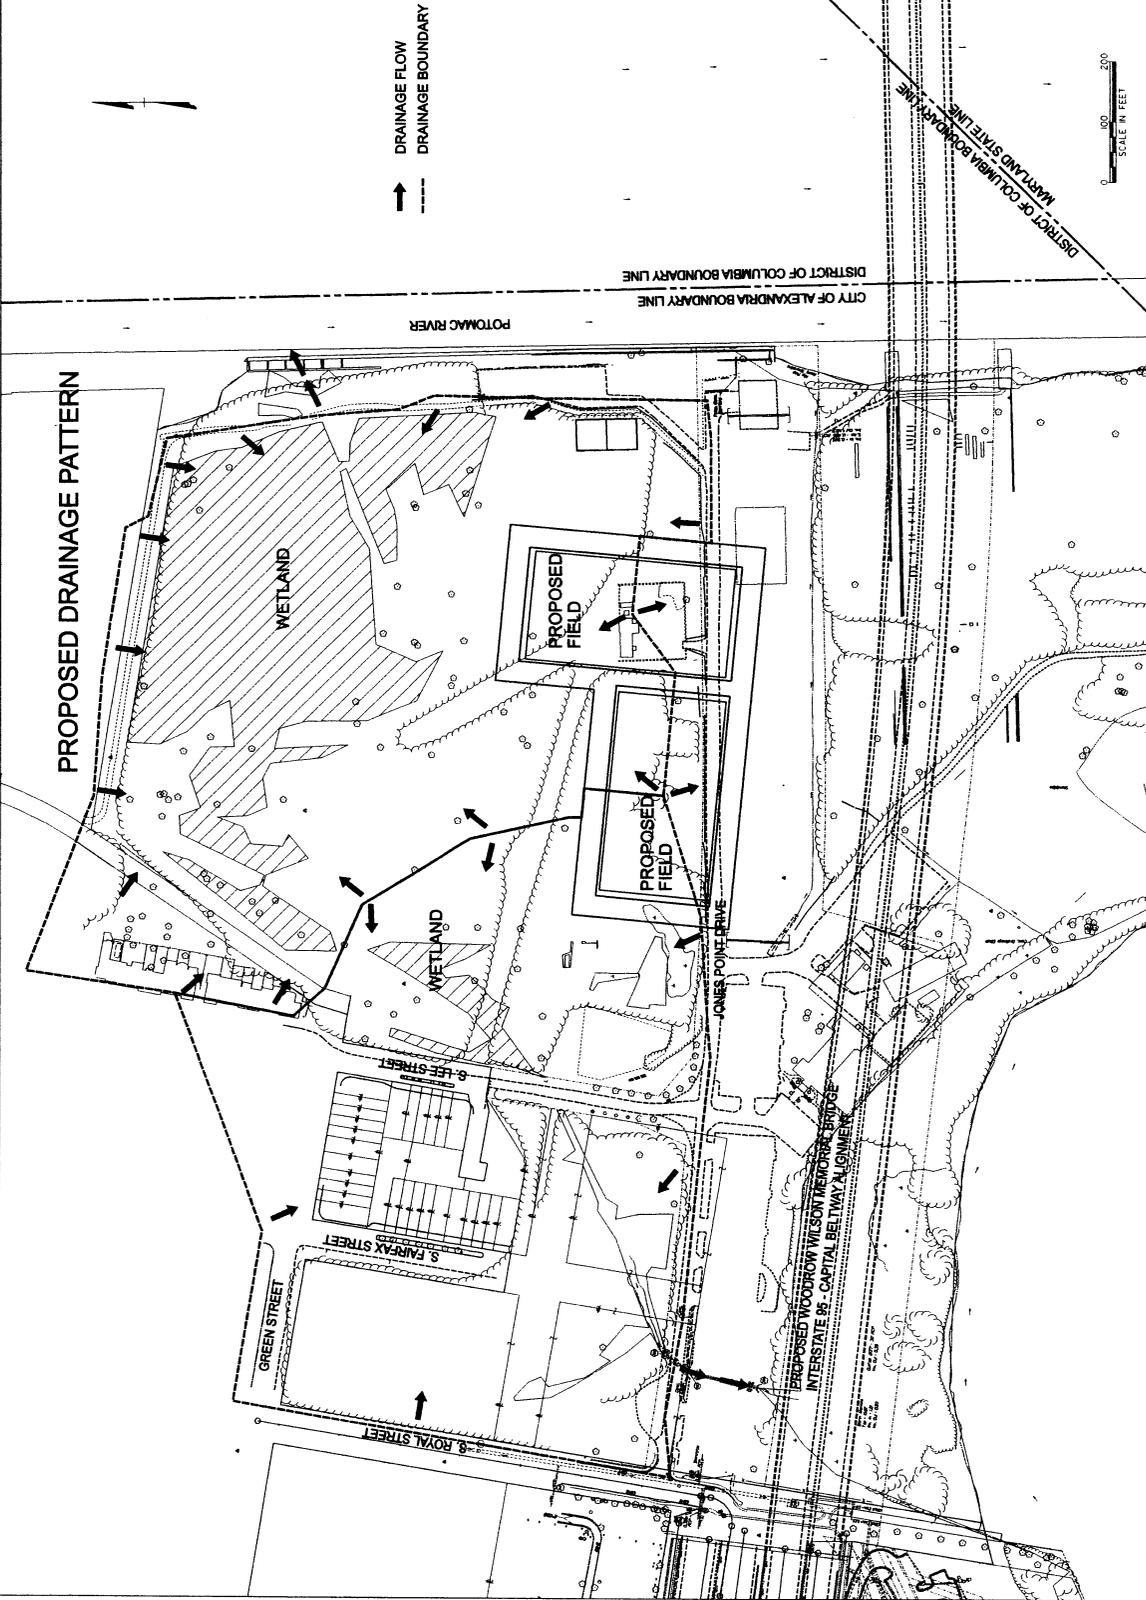 PROPOSED DRAINAGE PATTERN
DRAINAGE FLOW
DRAINAGE BOUNDARY
0 100 200
SCALE IN FEET
MARYLAND STATE LINE
DISTRICT OF COLUMBIA BOUNDARY LINE
DISTRICT OF COLUMBIA
DISTRICT OF COLUMBIA BOUNDARY LINE
CITY OF ALEXANDRIA BOUNDARY LINE
POTOMAC RIVER
WETLAND
PROPOSED
FIELD
PROPOSED
FIELD
WETLAND
JONES POINT DRIVE
S. LEE STREET
S. FAIRFAX STREET
GREEN STREET
S. ROYAL STREET
PROPOSED WOODROW WILSON MEMORIAL BRIDGE
INTERSTATE 95 - CAPITAL BELTWAY ALIGNMENT